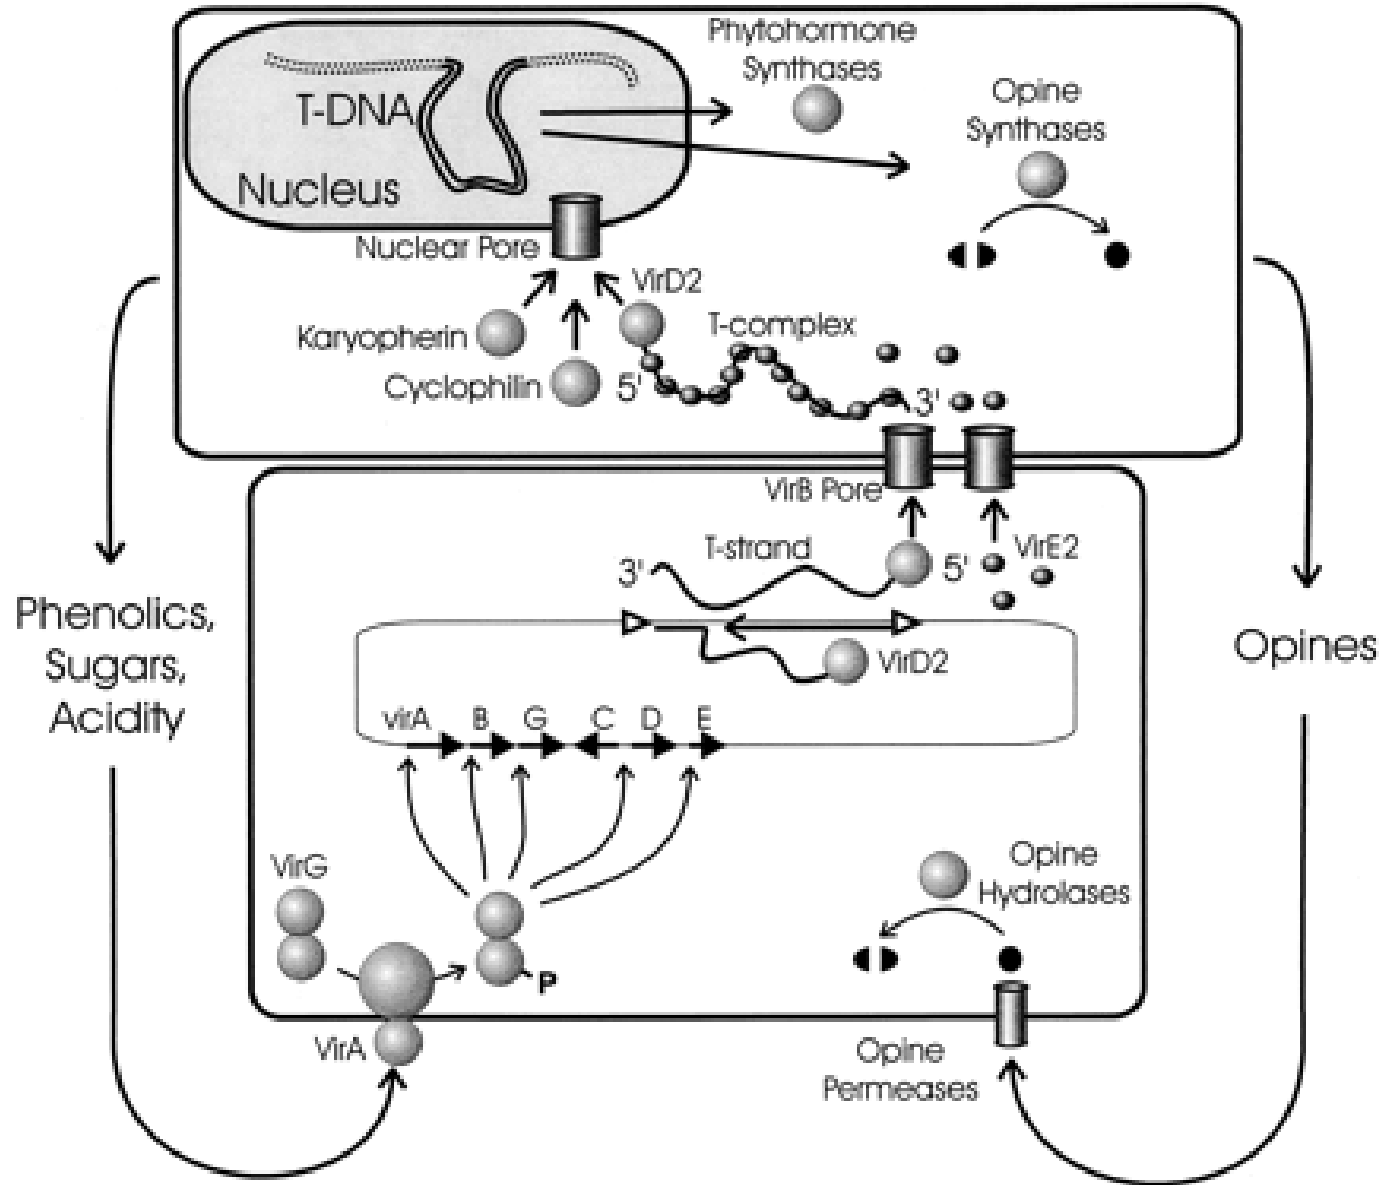 Phytohormone
Synthases
Opine
Synthases
T-DNA
Nucleus
Nuclear Pore
VirD2
Karyopherin
T-complex
Cyclophilin
5'
3'
VirB Pore
T-strand
VirE2
3'
5'
Phenolics,
Sugars,
Acidity
Opines
VirD2
virA B G C D E
VirG
Opine
Hydrolases
P
VirA
Opine
Permeases